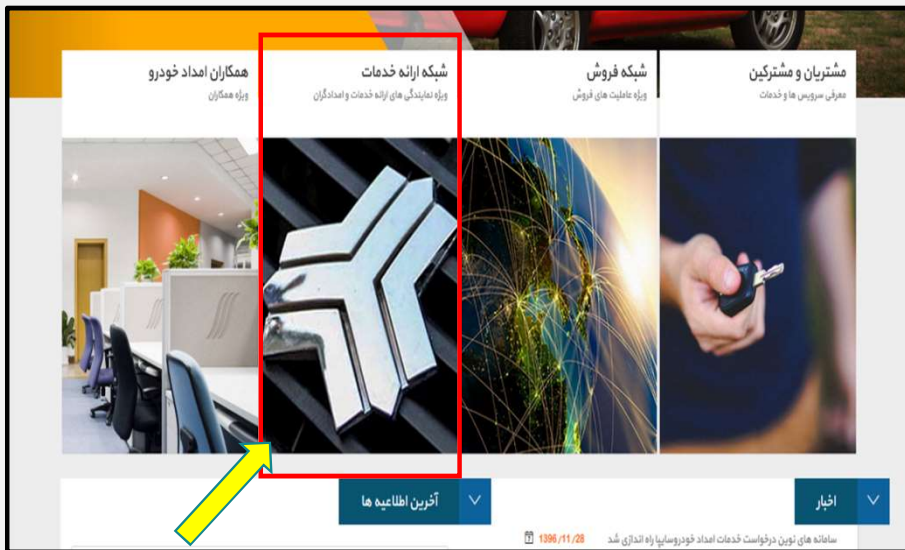 مشتریان و مشترکین
معرفی سرویس ها و خدمات
شبکه فروش
ویژه عاملیت های فروش
شبکه ارائه خدمات
ویژه نمایندگی های ارائه خدمات و امدادگران
همکاران امداد خودرو
ویژه همکاران
اخبار
سامانه های نوین درخواست خدمات امداد خودروسایپا راه اندازی شد 1396/11/28
آخرین اطلاعیه ها